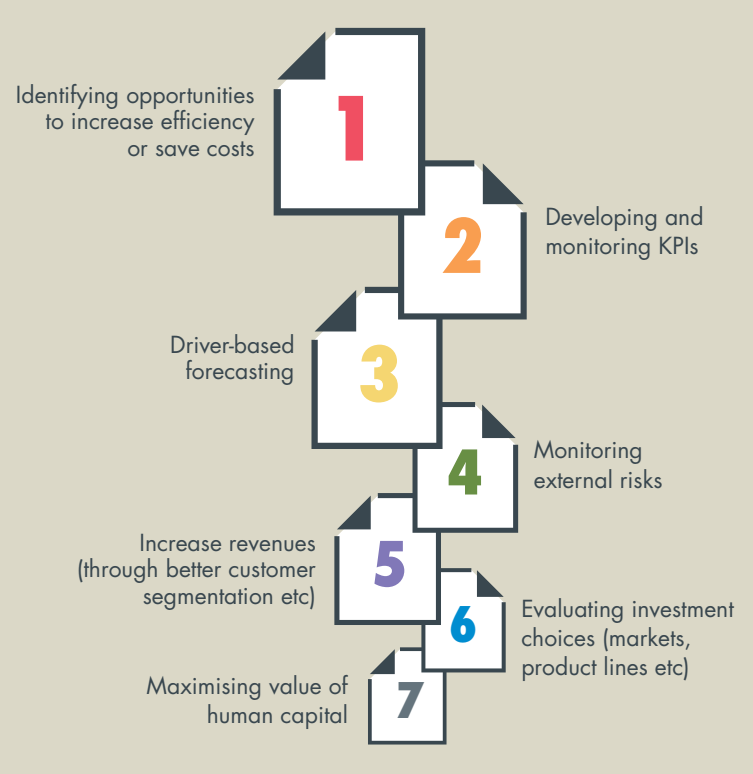 1
Identifying opportunities
to increase efficiency
or save costs
2
Developing and
monitoring KPIs
3
Driver-based
forecasting
4
Monitoring
external risks
5
Increase revenues
(through better customer
segmentation etc)
6
Evaluating investment
choices (markets,
product lines etc)
7
Maximising value of
human capital